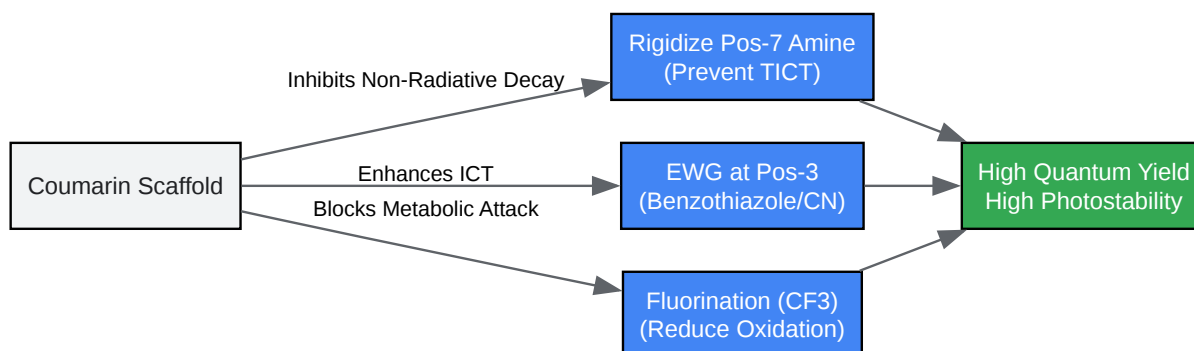 Rigidize Pos-7 Amine
(Prevent TICT)
Inhibits Non-Radiative Decay
Coumarin Scaffold
Enhances ICT
EWG at Pos-3
(Benzothiazole/CN)
High Quantum Yield
High Photostability
Blocks Metabolic Attack
Fluorination (CF3)
(Reduce Oxidation)